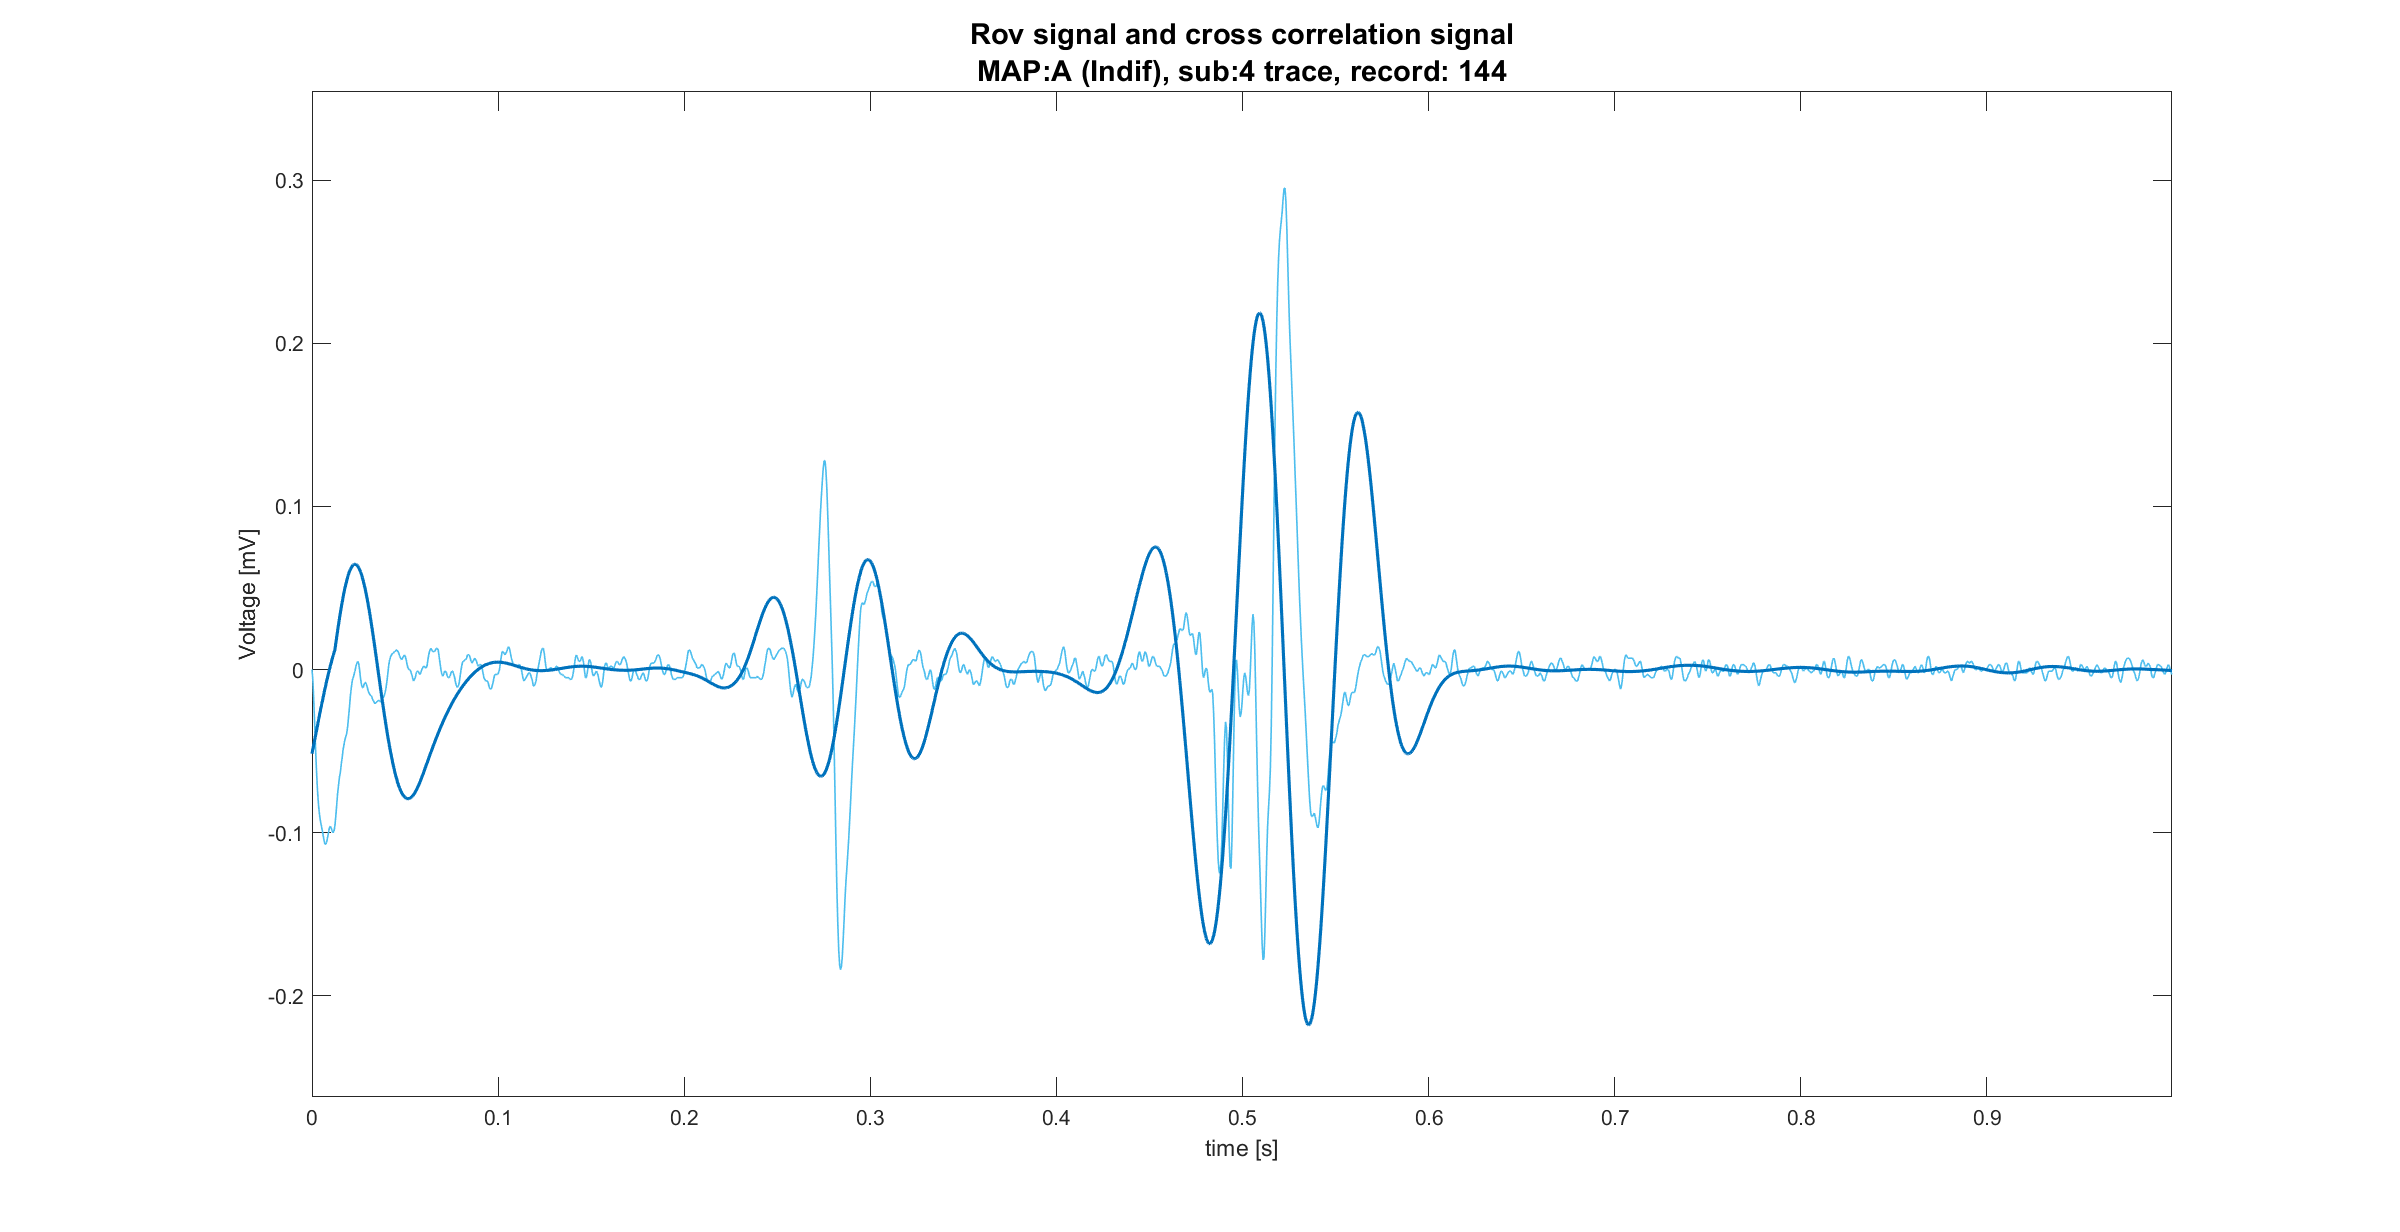 Rov signal and cross correlation signal
MAP:A (Indif), sub:4 trace, record: 144
0.3
0.2
0.1
0
-0.1
-0.2
Voltage [mV]
0 0.1 0.2 0.3 0.4 0.5 0.6 0.7 0.8 0.9
time [s]